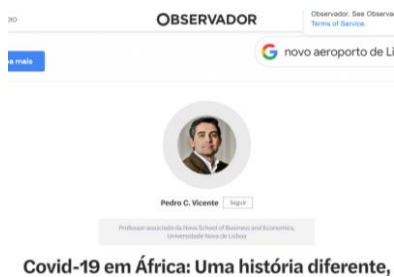 OBSERVADOR
Observador. See Observa
Terms of Service.
a mais
G novo aeroporto de Li
Pedro C. Vicente Seguir
Professor associado da Nova School of Business and Economics,
Universidade Nova de Lisboa
Covid-19 em África: Uma história diferente,